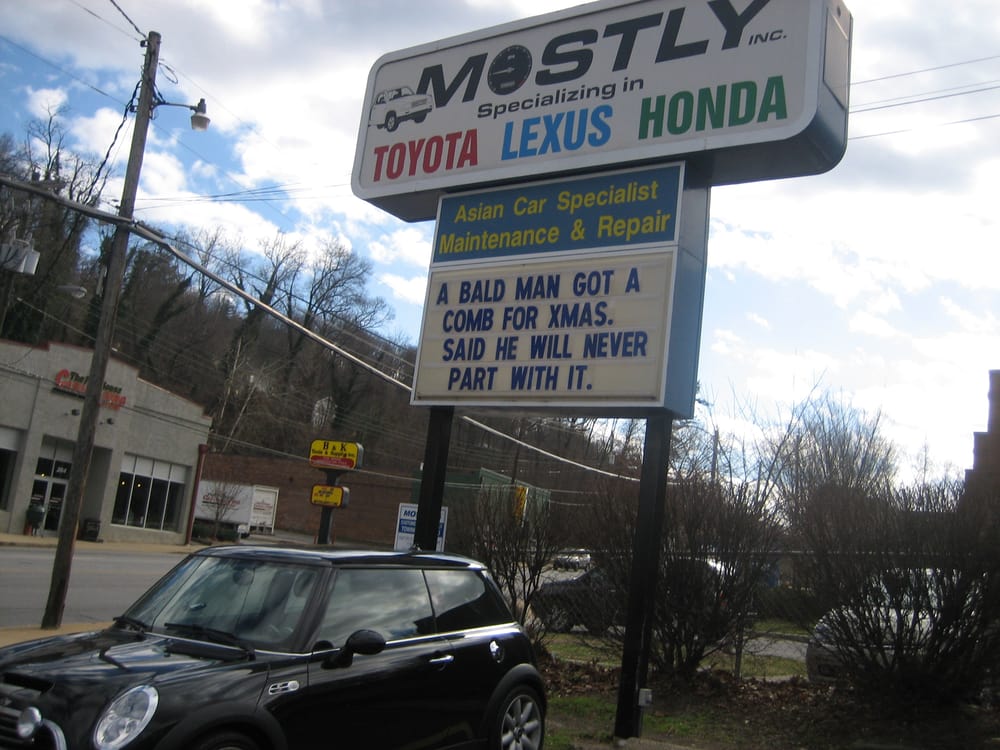 MOSTLY INC.
Specializing in
TOYOTA LEXUS HONDA
Asian Car Specialist
Maintenance & Repair
A BALD MAN GOT A
COMB FOR XMAS.
SAID HE WILL NEVER
PART WITH IT.
H & K